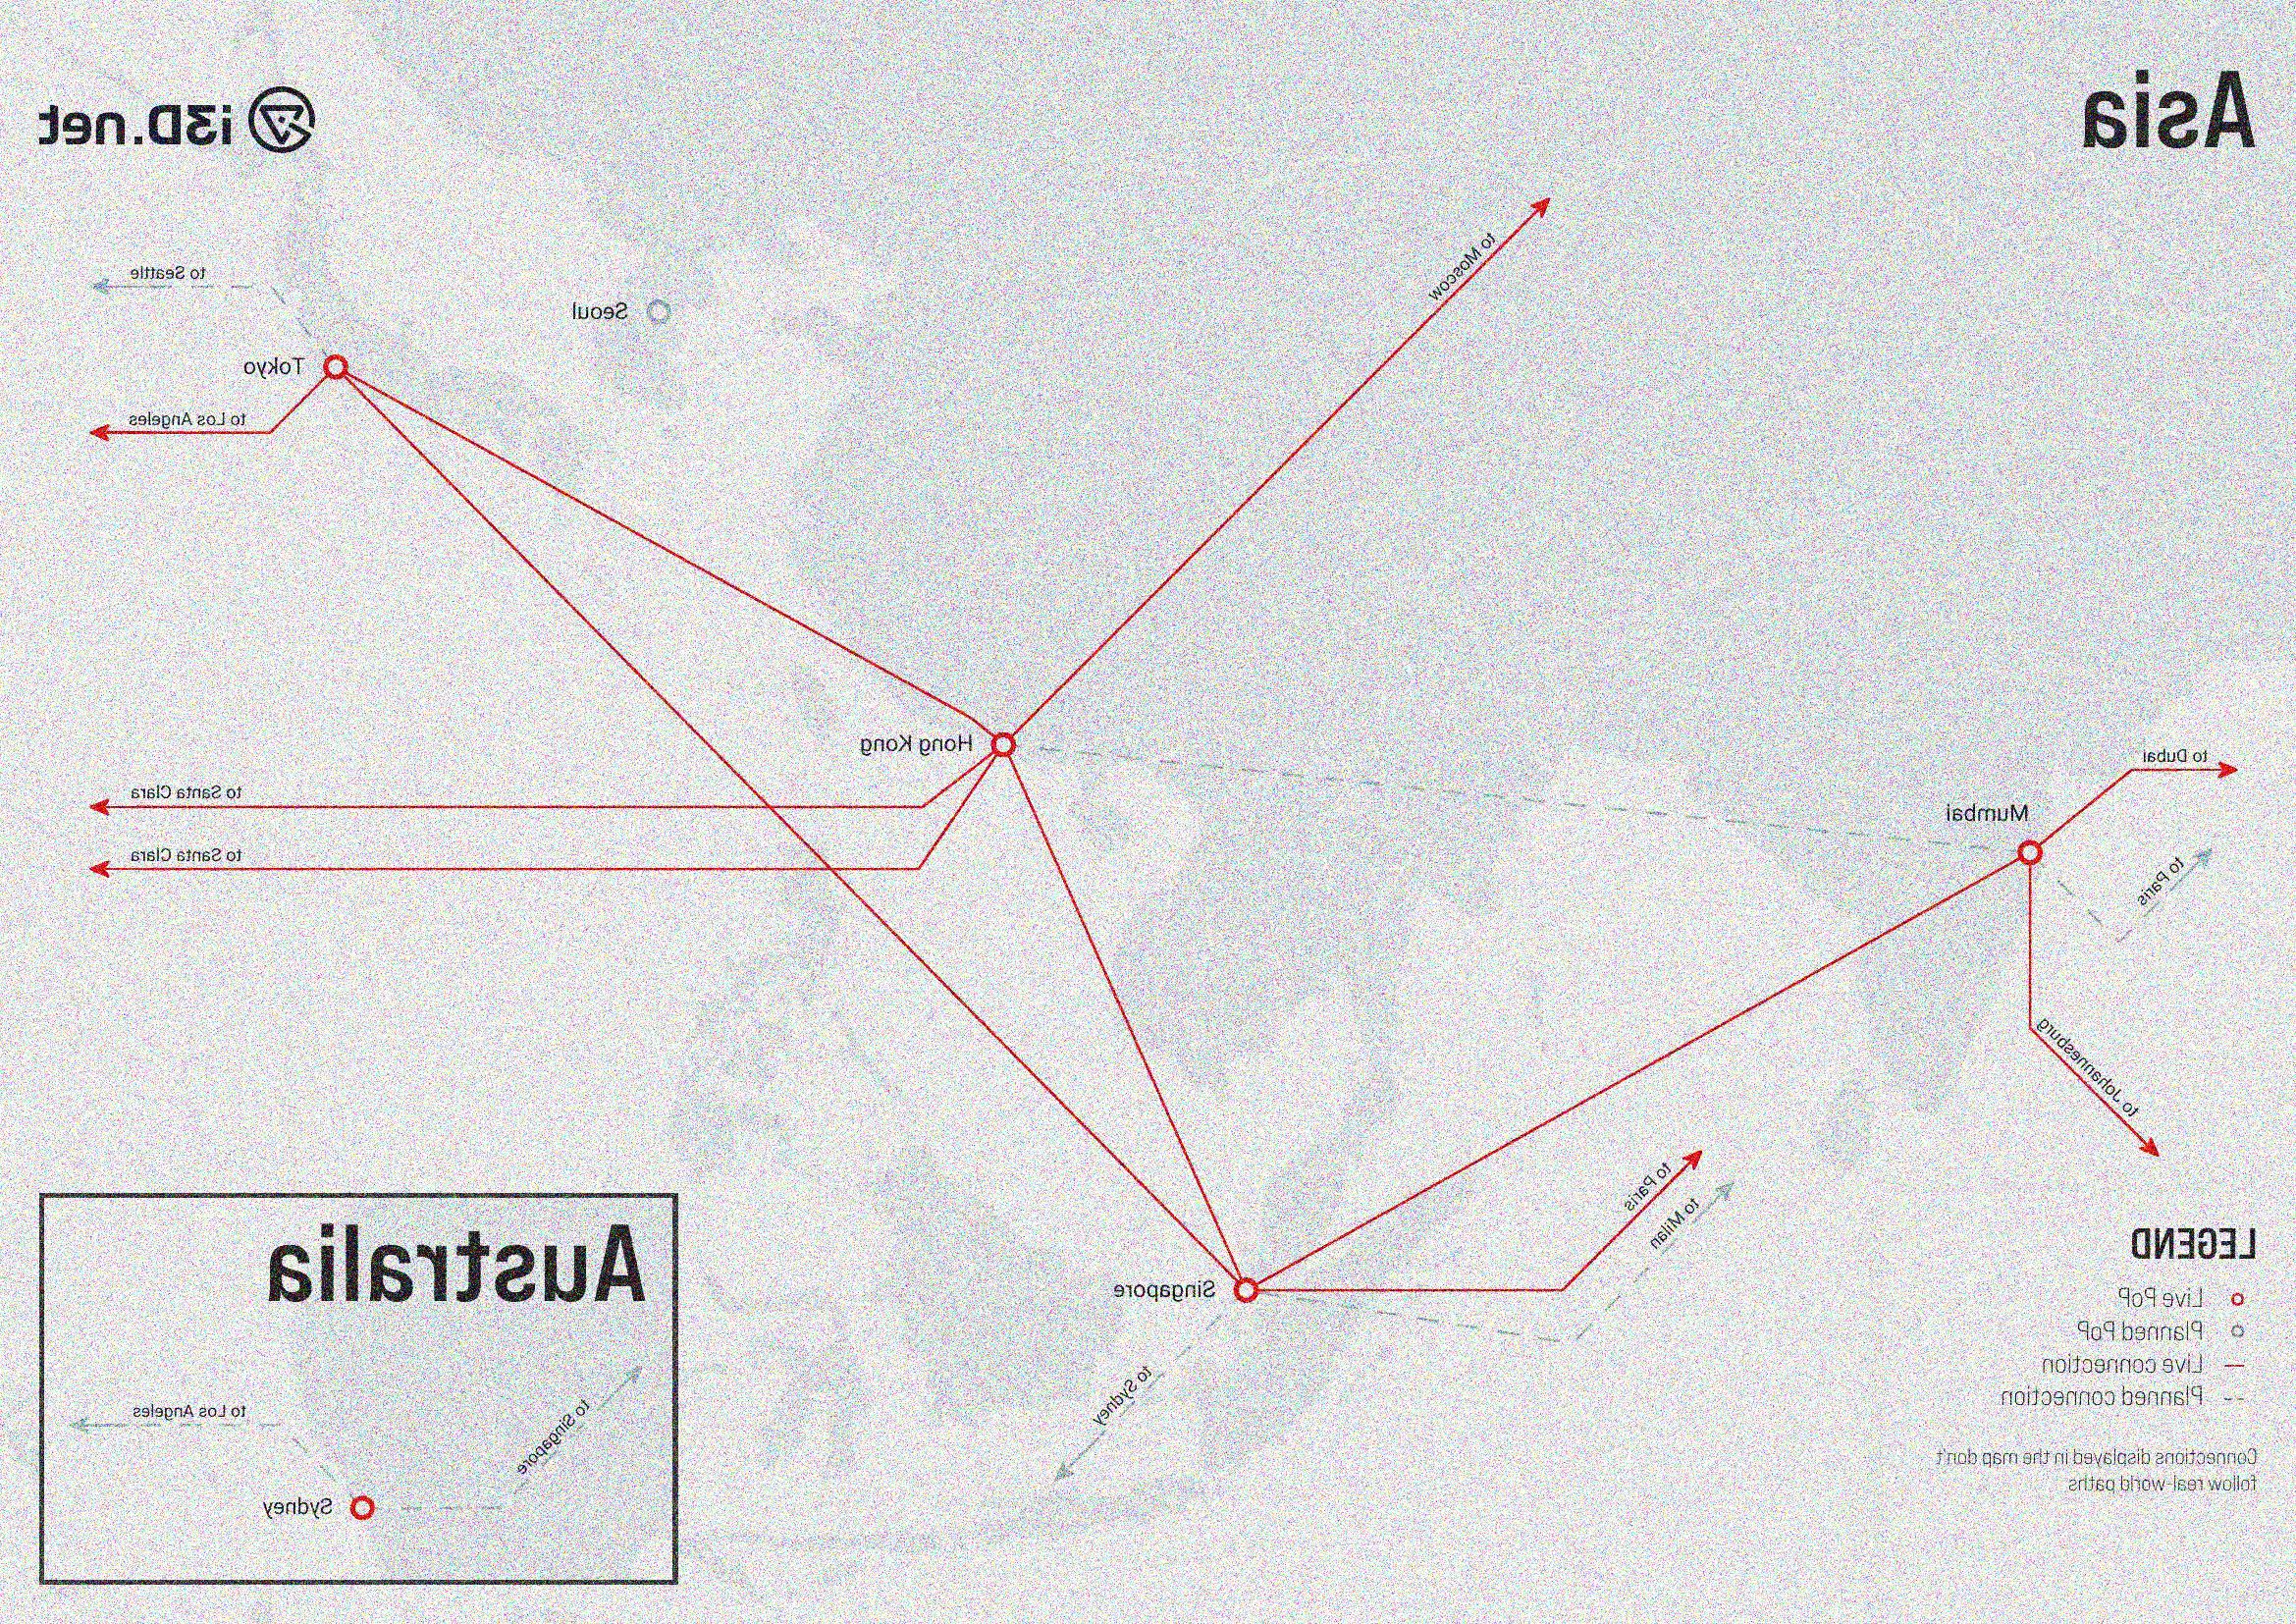 Asia
i3D.net
to Moscow
to Seattle
Seoul
Tokyo
to Los Angeles
Hong Kong
to Dubai
to Santa Clara
Mumbai
to Santa Clara
to Paris
to Johannesburg
to Paris
to Milan
Singapore
to Sydney
LEGEND
Live PoP
Planned PoP
Live connection
Planned connection
Connections displayed in the map don't
follow real-world paths
Australia
to Los Angeles
to Singapore
Sydney